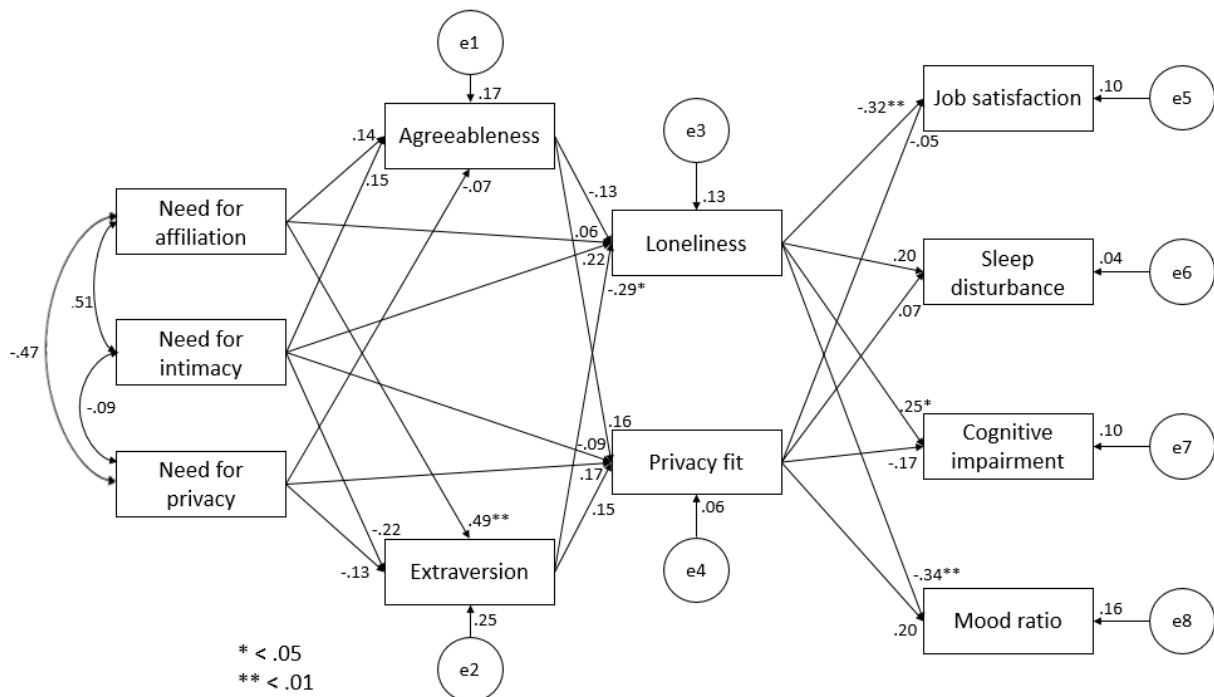 e1
.17
Agreeableness
.14
.15
-.07
e3
.13
Loneliness
-.13
.06
.22
-.29*
Need for
affiliation
Need for
intimacy
Need for
privacy
.51
-.47
-.09
.16
-.09
.17
.15
Privacy fit
.06
e4
.49**
-.22
-.13
Extraversion
.25
e2
-.32**
-.05
Job satisfaction
.10
e5
.20
.07
Sleep
disturbance
.04
e6
.25*
-.17
Cognitive
impairment
.10
e7
-.34**
.20
Mood ratio
.16
e8
* < .05
** < .01